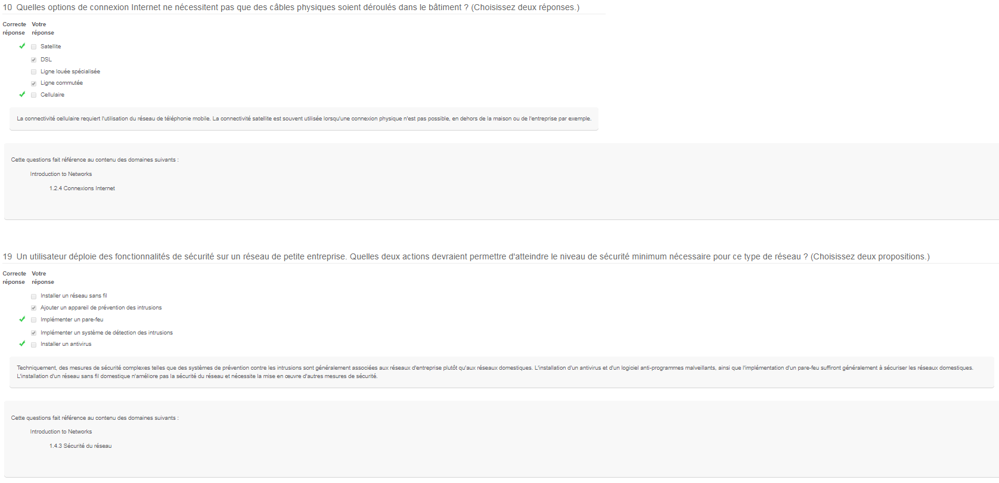 10 Quelles options de connexion Internet ne nécessitent pas que des câbles physiques soient déroulés dans le bâtiment ? (Choisissez deux réponses.)
Correcte Votre
réponse réponse
Satellite
DSL
Ligne louée spécialisée
Ligne commutée
Cellulaire
La connectivité cellulaire requiert l'utilisation du réseau de téléphonie mobile. La connectivité satellite est souvent utilisée lorsqu'une connexion physique n'est pas possible, en dehors de la maison ou de l'entreprise par exemple.
Cette questions fait référence au contenu des domaines suivants :
Introduction to Networks
1.2.4 Connexions Internet
19 Un utilisateur déploie des fonctionnalités de sécurité sur un réseau de petite entreprise. Quelles deux actions devraient permettre d'atteindre le niveau de sécurité minimum nécessaire pour ce type de réseau ? (Choisissez deux propositions.)
Correcte Votre
réponse réponse
Installer un réseau sans fil
Ajouter un appareil de prévention des intrusions
Implémenter un pare-feu
Implémenter un système de détection des intrusions
Installer un antivirus
Techniquement, des mesures de sécurité complexes telles que des systèmes de prévention contre les intrusions sont généralement associées aux réseaux d'entreprise plutôt qu'aux réseaux domestiques. L'installation d'un antivirus et d'un logiciel anti-programmes malveillants, ainsi que l'implémentation d'un pare-feu suffiront généralement à sécuriser les réseaux domestiques.
L'installation d'un réseau sans fil domestique n'améliore pas la sécurité du réseau et nécessite la mise en œuvre d'autres mesures de sécurité.
Cette questions fait référence au contenu des domaines suivants :
Introduction to Networks
1.4.3 Sécurité du réseau